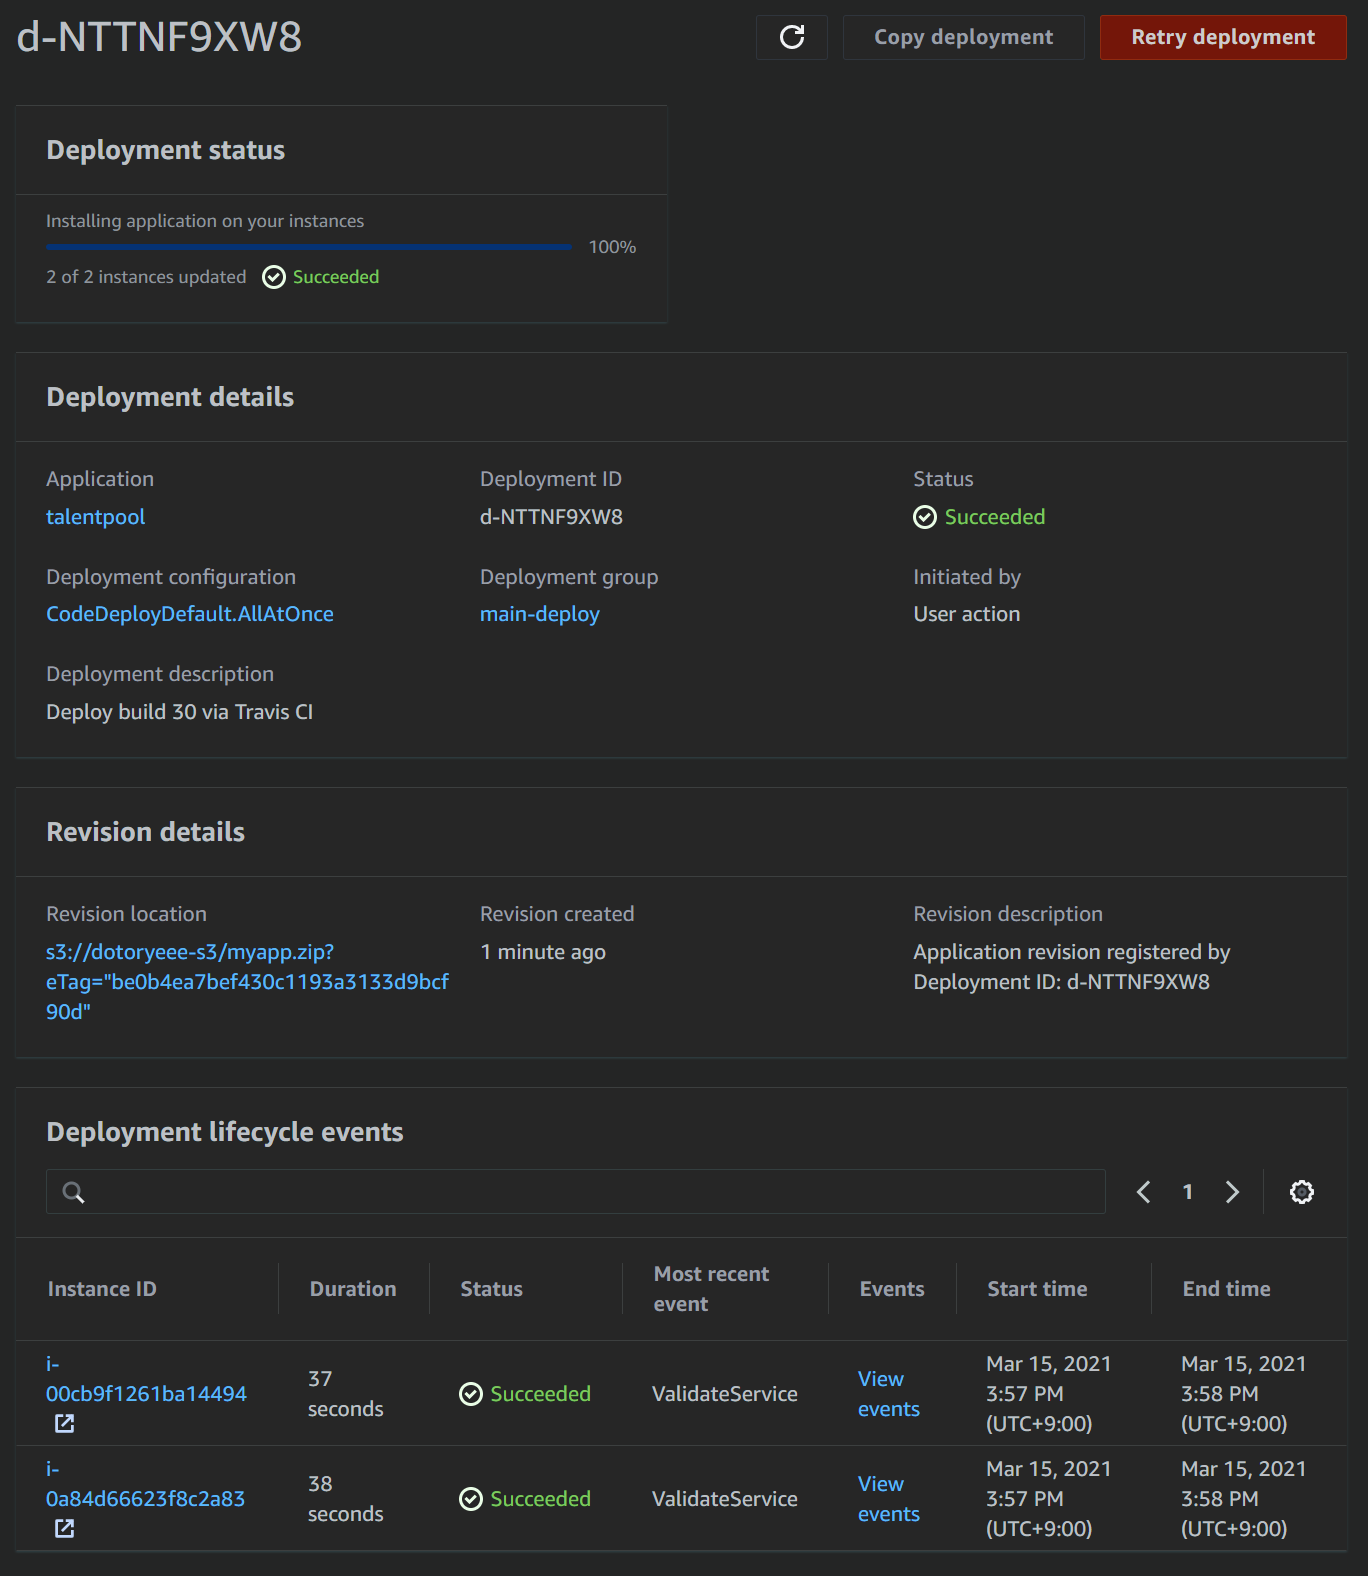 d-NTTNF9XW8
Copy deployment
Retry deployment
Deployment status
Installing application on your instances
100%
2 of 2 instances updated
Succeeded
Deployment details
Application
talentpool
Deployment ID
d-NTTNF9XW8
Status
Succeeded
Deployment configuration
CodeDeployDefault.AllAtOnce
Deployment group
main-deploy
Initiated by
User action
Deployment description
Deploy build 30 via Travis CI
Revision details
Revision location
s3://dotoryeee-s3/myapp.zip?
eTag="be0b4ea7bef430c1193a3133d9bcf
90d"
Revision created
1 minute ago
Revision description
Application revision registered by
Deployment ID: d-NTTNF9XW8
Deployment lifecycle events
1
Instance ID
Duration
Status
Most recent
event
Events
Start time
End time
i-
00cb9f1261ba14494
37
seconds
Succeeded
ValidateService
View
events
Mar 15, 2021
3:57 PM
(UTC+9:00)
Mar 15, 2021
3:58 PM
(UTC+9:00)
i-
0a84d66623f8c2a83
38
seconds
Succeeded
ValidateService
View
events
Mar 15, 2021
3:57 PM
(UTC+9:00)
Mar 15, 2021
3:58 PM
(UTC+9:00)